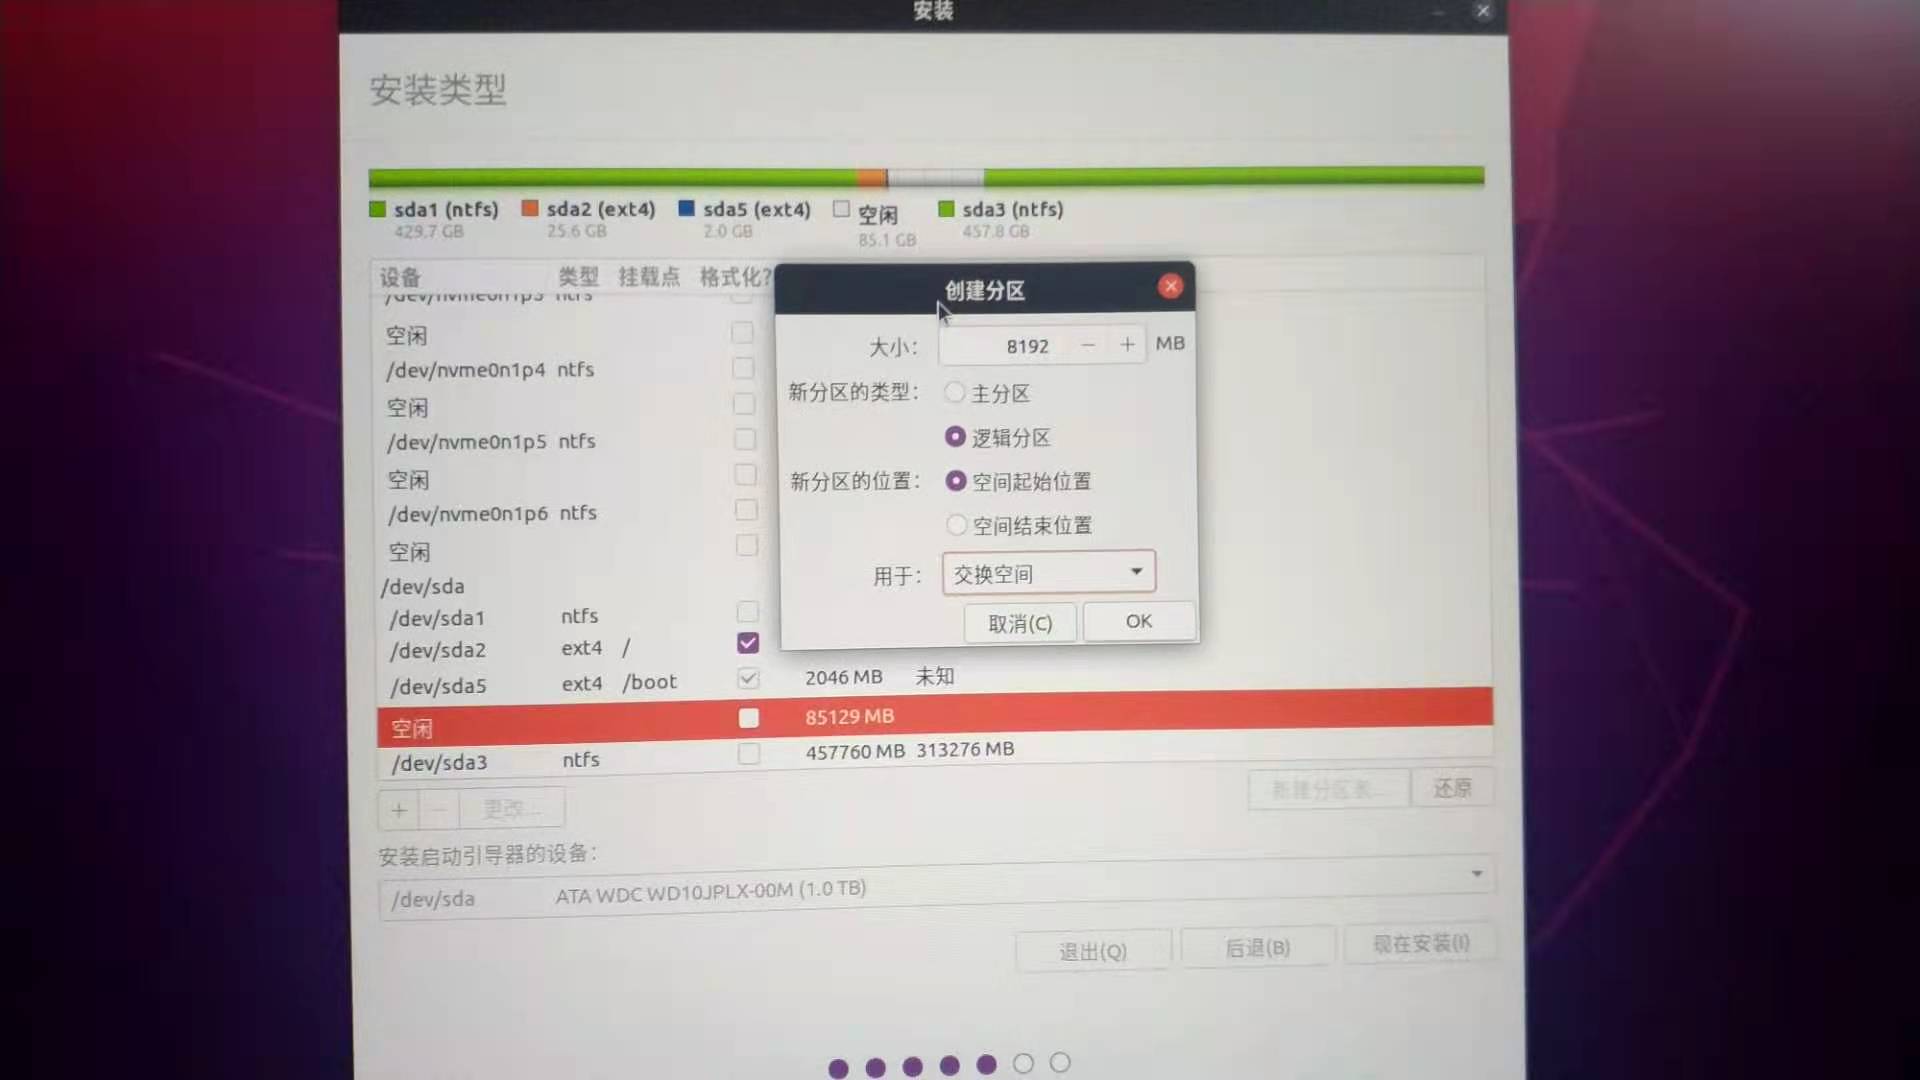 安装
安装类型
sda1 (ntfs) sda2 (ext4) sda5 (ext4) 空闲 sda3 (ntfs)
429.7 GB 25.6 GB 2.0 GB 85.1 GB 457.8 GB
设备 类型 挂载点 格式化?
/dev/nvme0n1p3 ntfs
空闲
/dev/nvme0n1p4 ntfs
空闲
/dev/nvme0n1p5 ntfs
空闲
/dev/nvme0n1p6 ntfs
空闲
/dev/sda
/dev/sda1 ntfs
/dev/sda2 ext4 /
/dev/sda5 ext4 /boot 2046 MB 未知
空闲 85129 MB
/dev/sda3 ntfs 457760 MB 313276 MB
创建分区
大小: 8192 − + MB
新分区的类型: 主分区
逻辑分区
新分区的位置: 空间起始位置
空间结束位置
用于: 交换空间
取消(C) OK
+ − 更改... 新建分区表... 还原
安装启动引导器的设备:
/dev/sda ATA WDC WD10JPLX-00M (1.0 TB)
退出(Q) 后退(B) 现在安装(I)